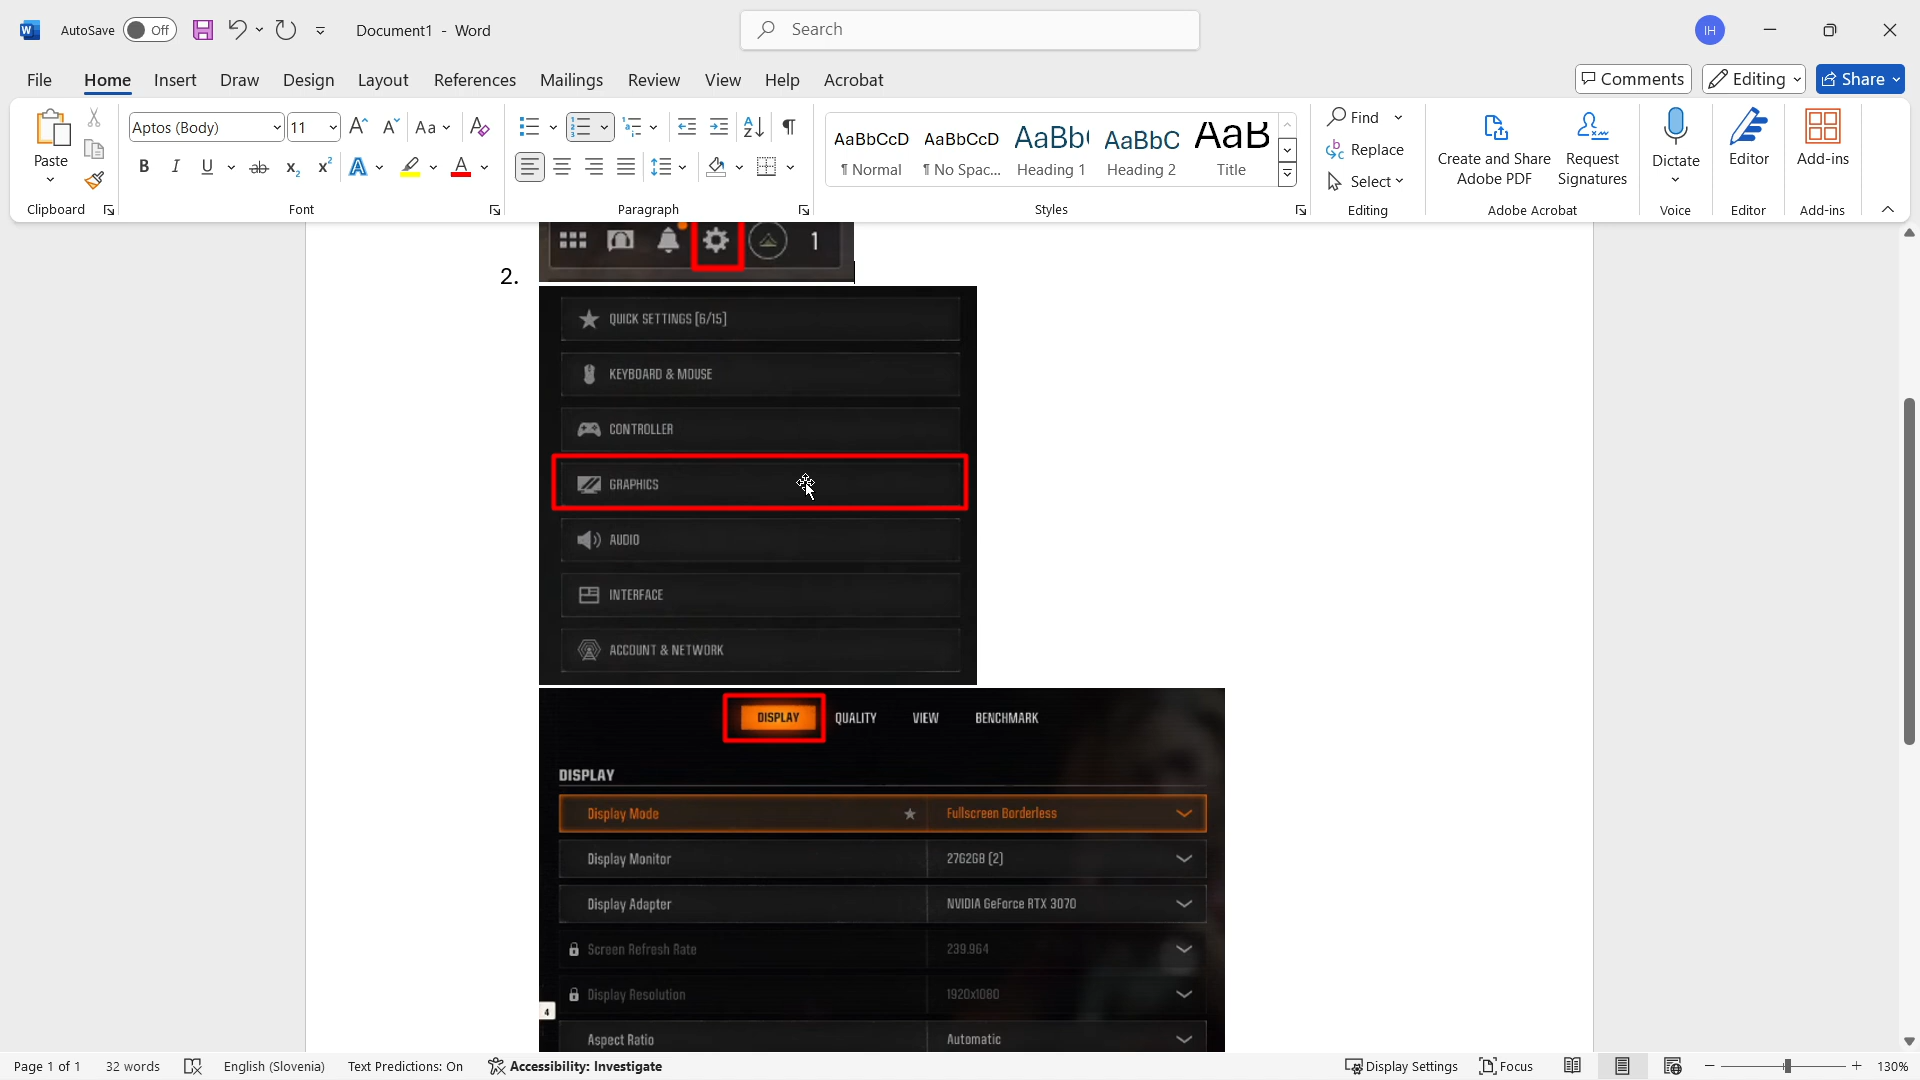 AutoSave Off Document1 - Word Search IH
File Home Insert Draw Design Layout References Mailings Review View Help Acrobat Comments Editing Share
Paste
Clipboard
Aptos (Body) 11
Font
Paragraph
AaBbCcD AaBbCcD AaBb( AaBbC AaB
¶ Normal ¶ No Spac... Heading 1 Heading 2 Title
Styles
Find
Replace
Select
Editing
Create and Share Adobe PDF
Request Signatures
Adobe Acrobat
Dictate
Voice
Editor
Editor
Add-ins
Add-ins
1
2.
QUICK SETTINGS [6/15]
KEYBOARD & MOUSE
CONTROLLER
GRAPHICS
AUDIO
INTERFACE
ACCOUNT & NETWORK
DISPLAY QUALITY VIEW BENCHMARK
DISPLAY
Display Mode Fullscreen Borderless
Display Monitor 27G2G8 (2)
Display Adapter NVIDIA GeForce RTX 3070
Screen Refresh Rate 239.964
Display Resolution 1920x1080
4
Aspect Ratio Automatic
Page 1 of 1 32 words English (Slovenia) Text Predictions: On Accessibility: Investigate Display Settings Focus 130%